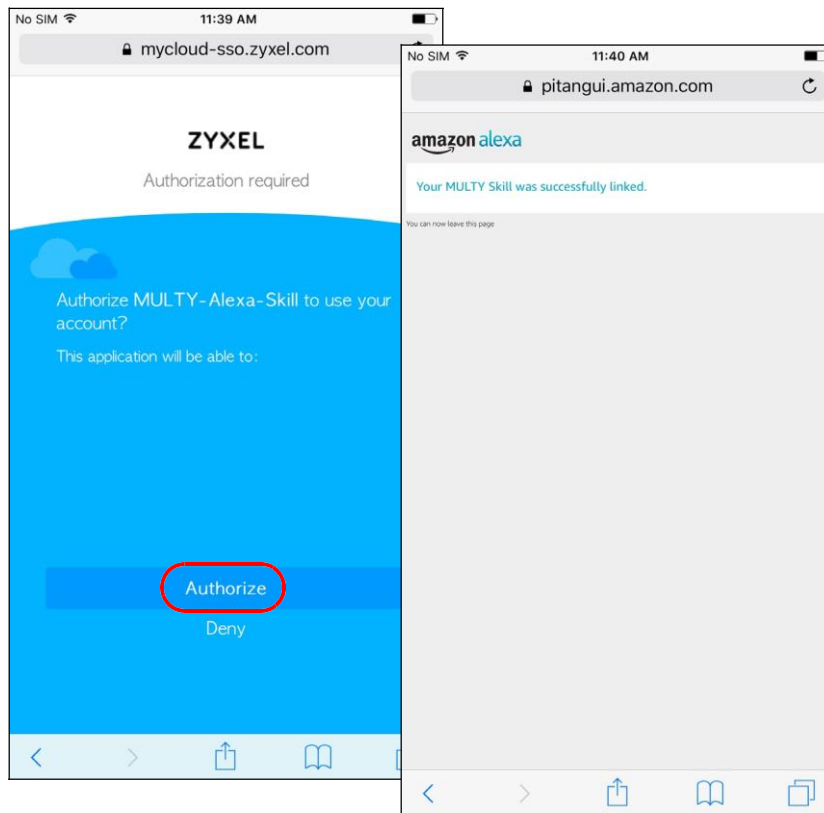 No SIM 11:39 AM
mycloud-sso.zyxel.com
ZYXEL
Authorization required
Authorize MULTY-Alexa-Skill to use your
account?
This application will be able to:
Authorize
Deny
No SIM 11:40 AM
pitangui.amazon.com
amazon alexa
Your MULTY Skill was successfully linked.
You can now leave this page